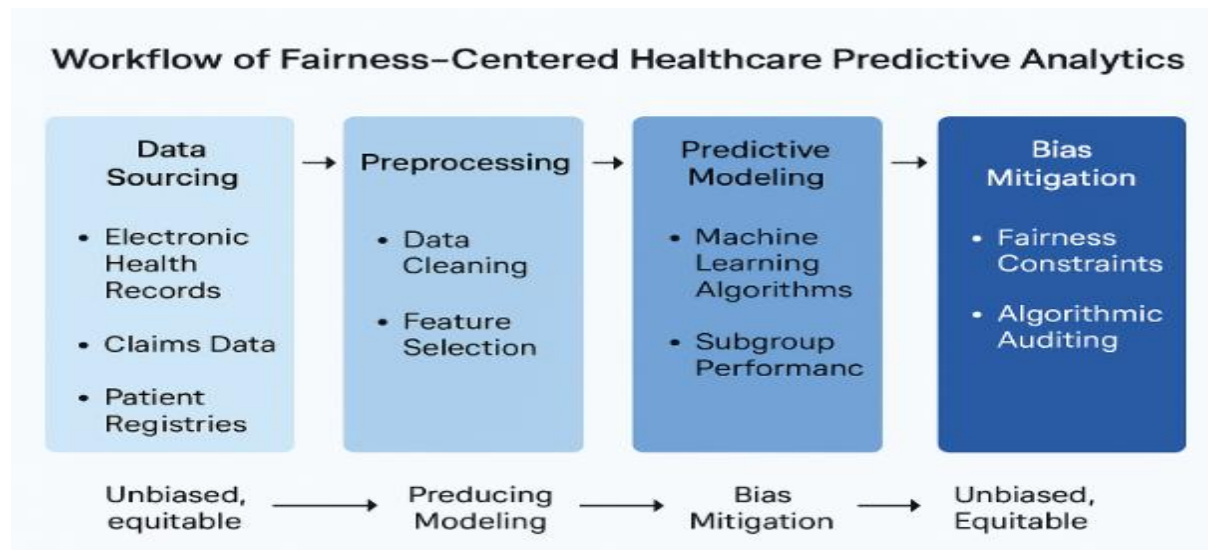 Workflow of Fairness–Centered Healthcare Predictive Analytics
Data
Sourcing
• Electronic
Health
Records
• Claims Data
• Patient
Registries
Preprocessing
• Data
Cleaning
• Feature
Selection
Predictive
Modeling
• Machine
Learning
Algorithms
• Subgroup
Performanc
Bias
Mitigation
• Fairness
Constraints
• Algorithmic
Auditing
Unbiased,
equitable
Preducing
Modeling
Bias
Mitigation
Unbiased,
Equitable